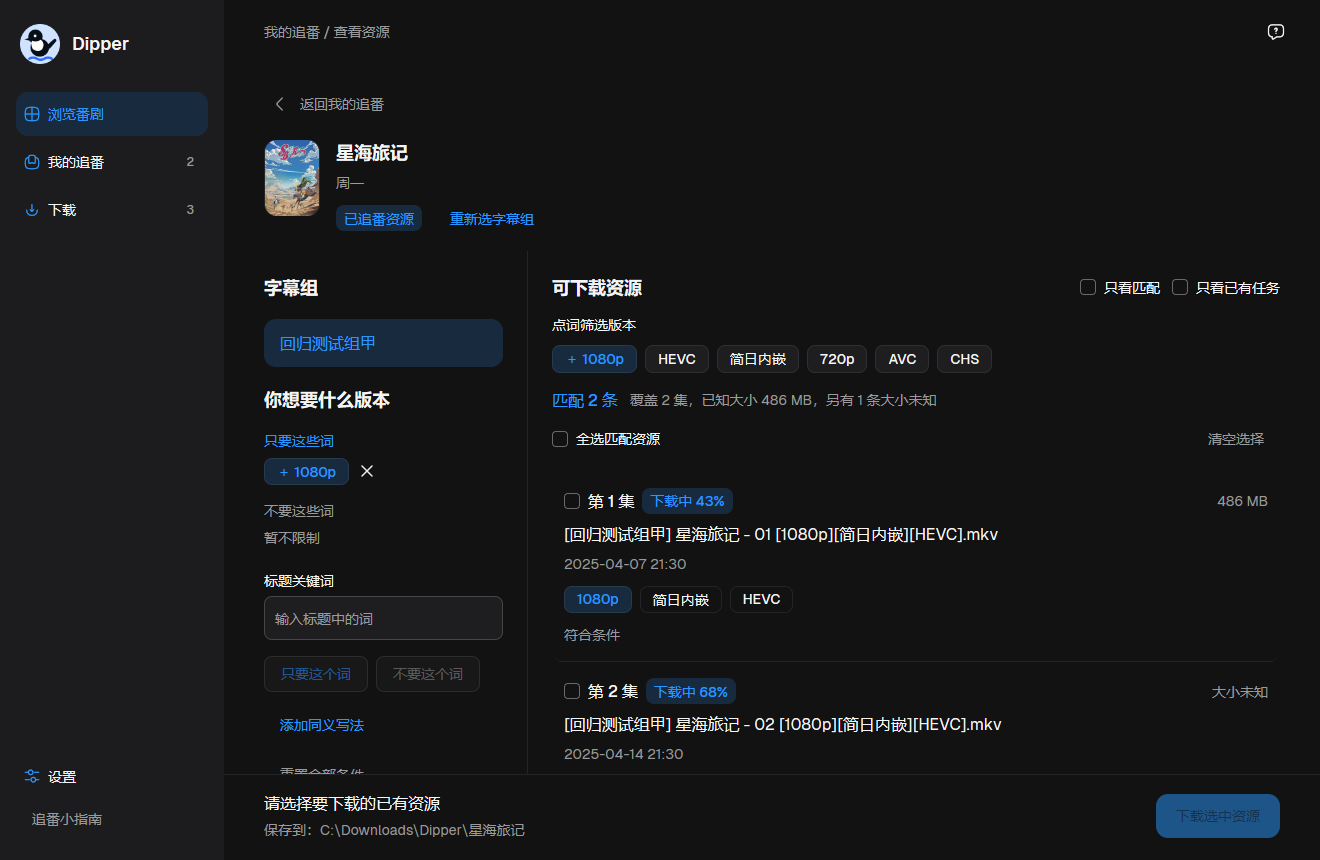 Dipper
浏览番剧
我的追番 2
下载 3
设置
追番小指南
我的追番 / 查看资源
返回我的追番
星海旅记
周一
已追番资源 重新选字幕组
字幕组
回归测试组甲
你想要什么版本
只要这些词
+ 1080p
不要这些词
暂不限制
标题关键词
输入标题中的词
只要这个词 不要这个词
添加同义写法
重置全部条件
可下载资源 只看匹配 只看已有任务
点词筛选版本
+ 1080p HEVC 简日内嵌 720p AVC CHS
匹配 2 条 覆盖 2 集，已知大小 486 MB，另有 1 条大小未知
全选匹配资源 清空选择
第 1 集 下载中 43% 486 MB
[回归测试组甲] 星海旅记 - 01 [1080p][简日内嵌][HEVC].mkv
2025-04-07 21:30
1080p 简日内嵌 HEVC
符合条件
第 2 集 下载中 68% 大小未知
[回归测试组甲] 星海旅记 - 02 [1080p][简日内嵌][HEVC].mkv
2025-04-14 21:30
请选择要下载的已有资源
保存到：C:\Downloads\Dipper\星海旅记
下载选中资源